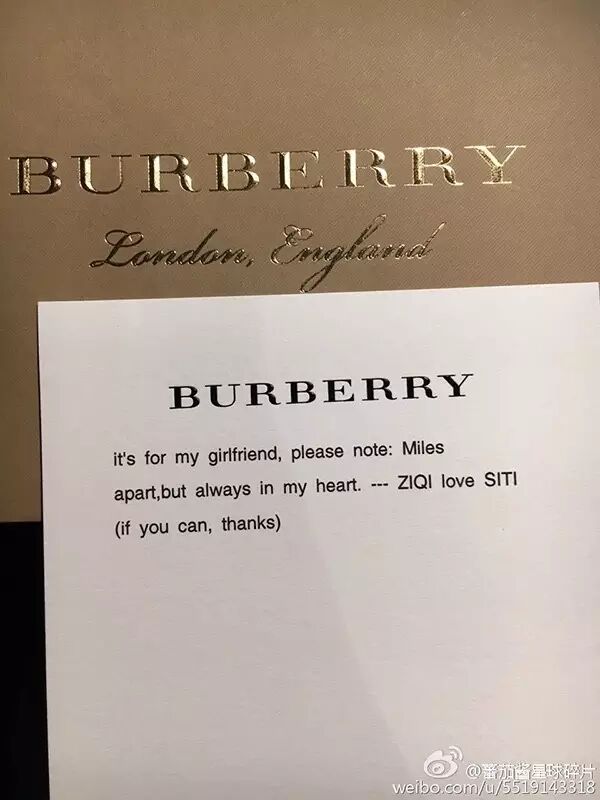 BURBERRY
London, England
BURBERRY
it's for my girlfriend, please note: Miles
apart,but always in my heart. --- ZIQI love SITI
(if you can, thanks)
@蕃茄酱星球碎片
weibo.com/u/5519143318